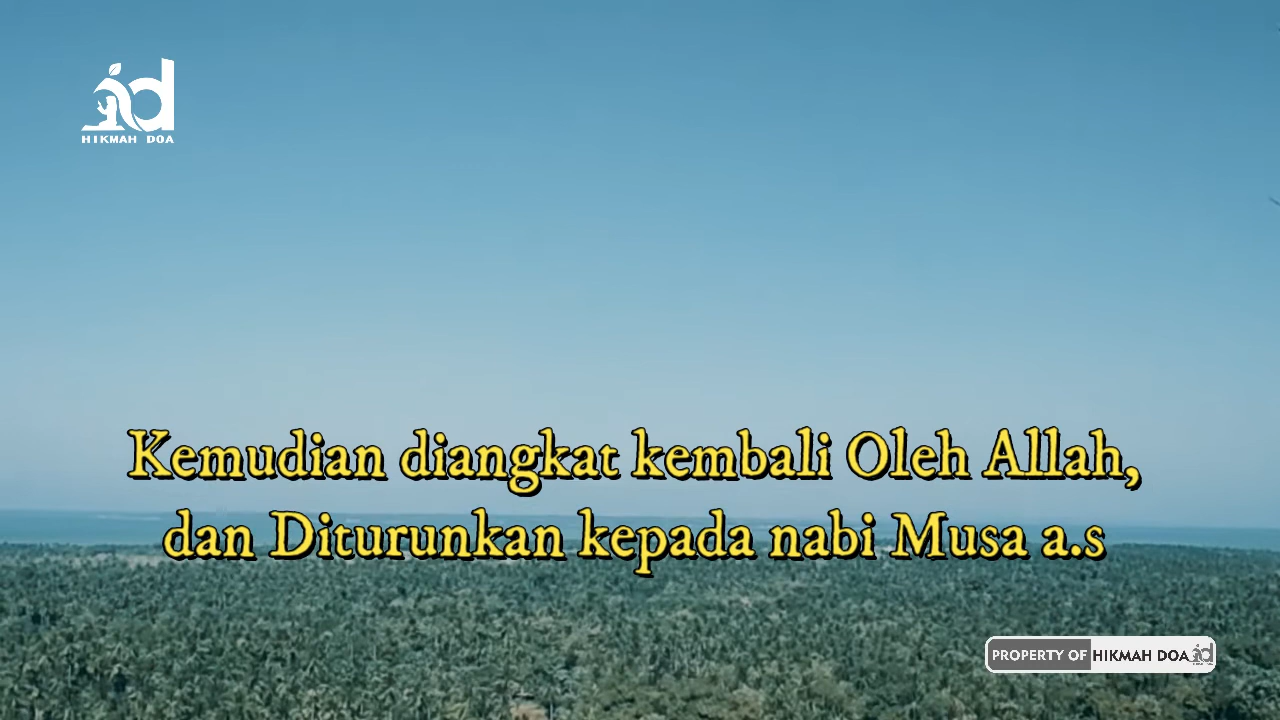 HIKMAH DOA
Kemudian diangkat kembali Oleh Allah,
dan Diturunkan kepada nabi Musa a.s
PROPERTY OF HIKMAH DOA